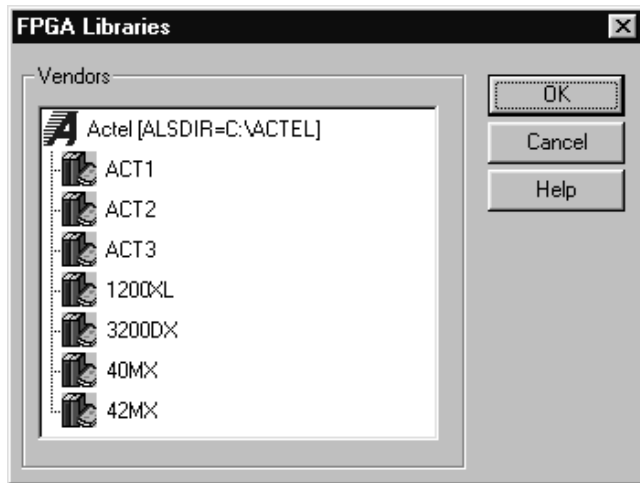 FPGA Libraries
Vendors
Actel [ALSDIR=C:\ACTEL]
ACT1
ACT2
ACT3
1200XL
3200DX
40MX
42MX
OK
Cancel
Help